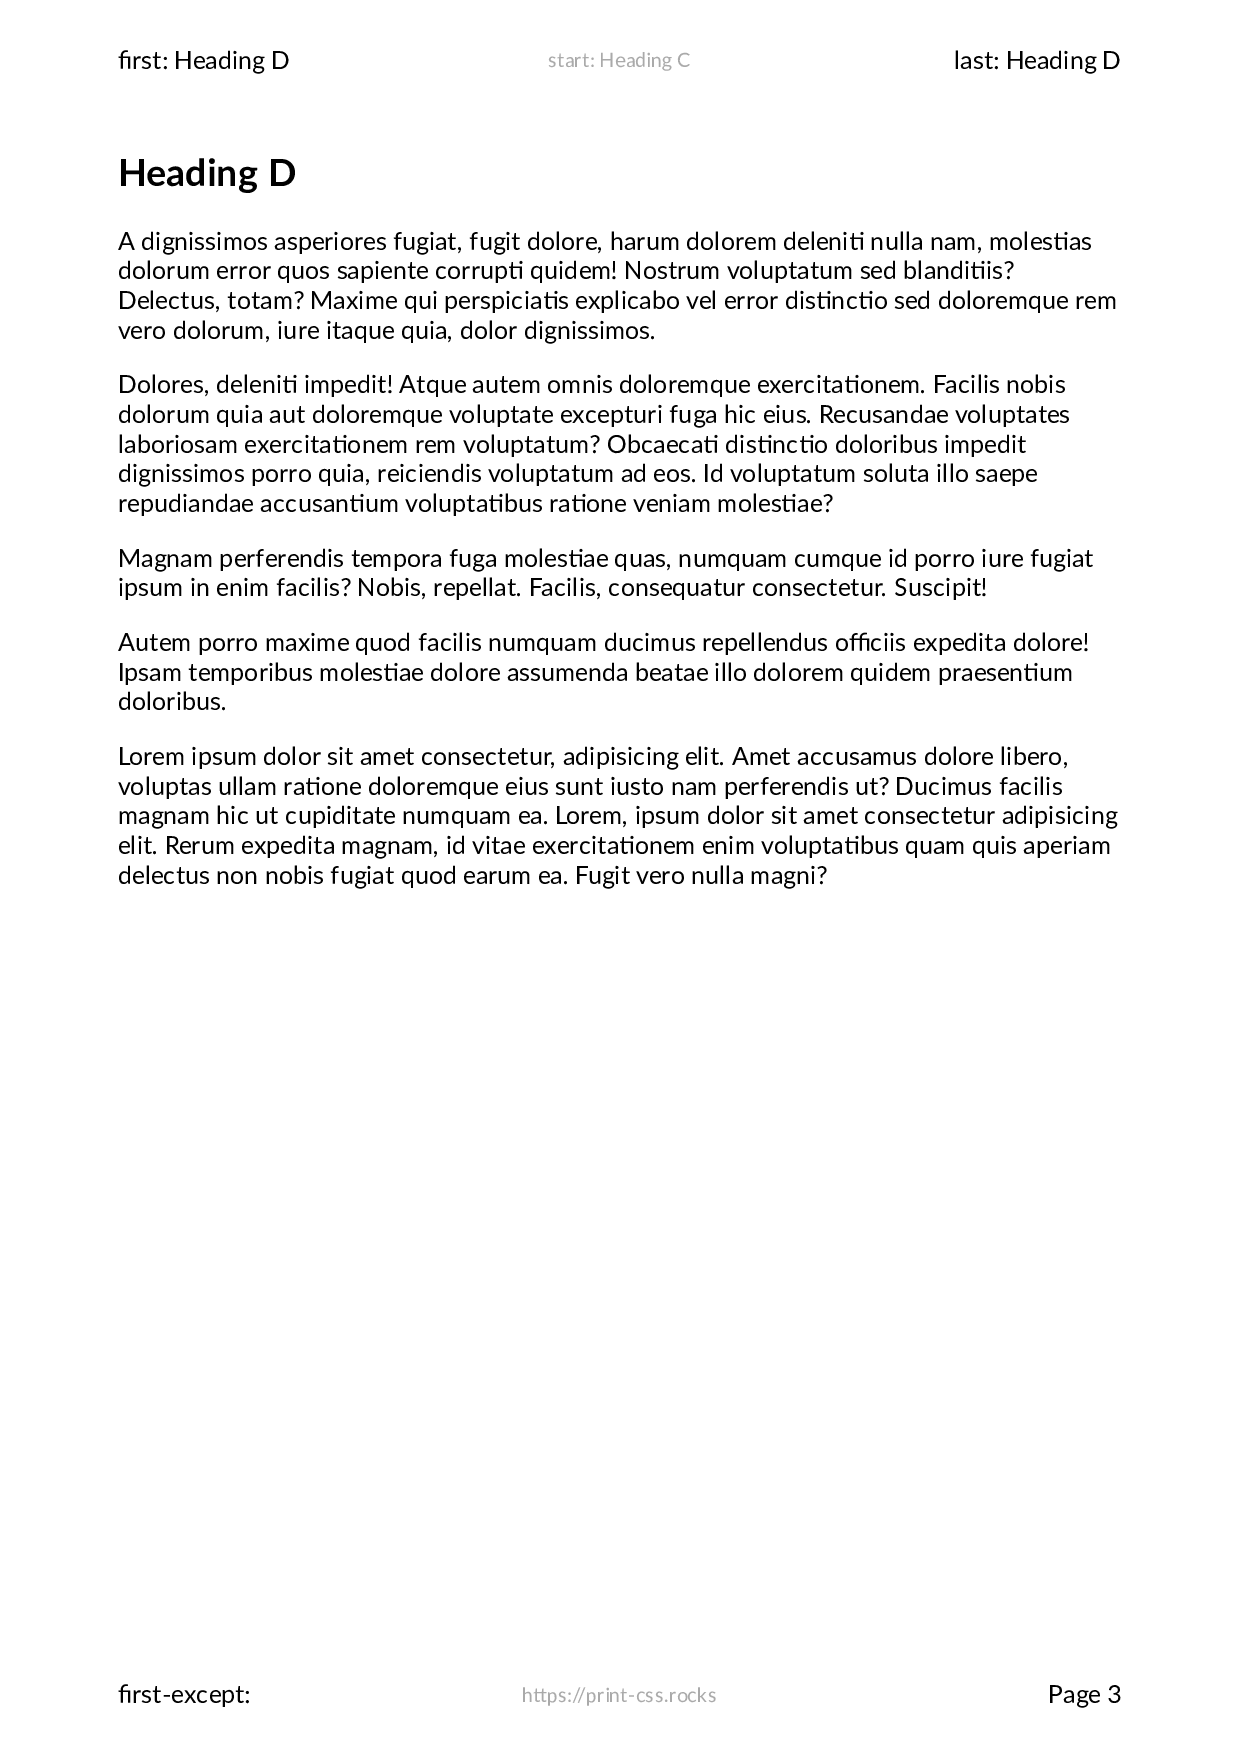 first: Heading D
start: Heading C
last: Heading D
Heading D
A dignissimos asperiores fugiat, fugit dolore, harum dolorem deleniti nulla nam, molestias
dolorum error quos sapiente corrupti quidem! Nostrum voluptatum sed blanditiis?
Delectus, totam? Maxime qui perspiciatis explicabo vel error distinctio sed doloremque rem
vero dolorum, iure itaque quia, dolor dignissimos.
Dolores, deleniti impedit! Atque autem omnis doloremque exercitationem. Facilis nobis
dolorum quia aut doloremque voluptate excepturi fuga hic eius. Recusandae voluptates
laboriosam exercitationem rem voluptatum? Obcaecati distinctio doloribus impedit
dignissimos porro quia, reiciendis voluptatum ad eos. Id voluptatum soluta illo saepe
repudiandae accusantium voluptatibus ratione veniam molestiae?
Magnam perferendis tempora fuga molestiae quas, numquam cumque id porro iure fugiat
ipsum in enim facilis? Nobis, repellat. Facilis, consequatur consectetur. Suscipit!
Autem porro maxime quod facilis numquam ducimus repellendus officiis expedita dolore!
Ipsam temporibus molestiae dolore assumenda beatae illo dolorem quidem praesentium
doloribus.
Lorem ipsum dolor sit amet consectetur, adipisicing elit. Amet accusamus dolore libero,
voluptas ullam ratione doloremque eius sunt iusto nam perferendis ut? Ducimus facilis
magnam hic ut cupiditate numquam ea. Lorem, ipsum dolor sit amet consectetur adipisicing
elit. Rerum expedita magnam, id vitae exercitationem enim voluptatibus quam quis aperiam
delectus non nobis fugiat quod earum ea. Fugit vero nulla magni?
first-except:
https://print-css.rocks
Page 3